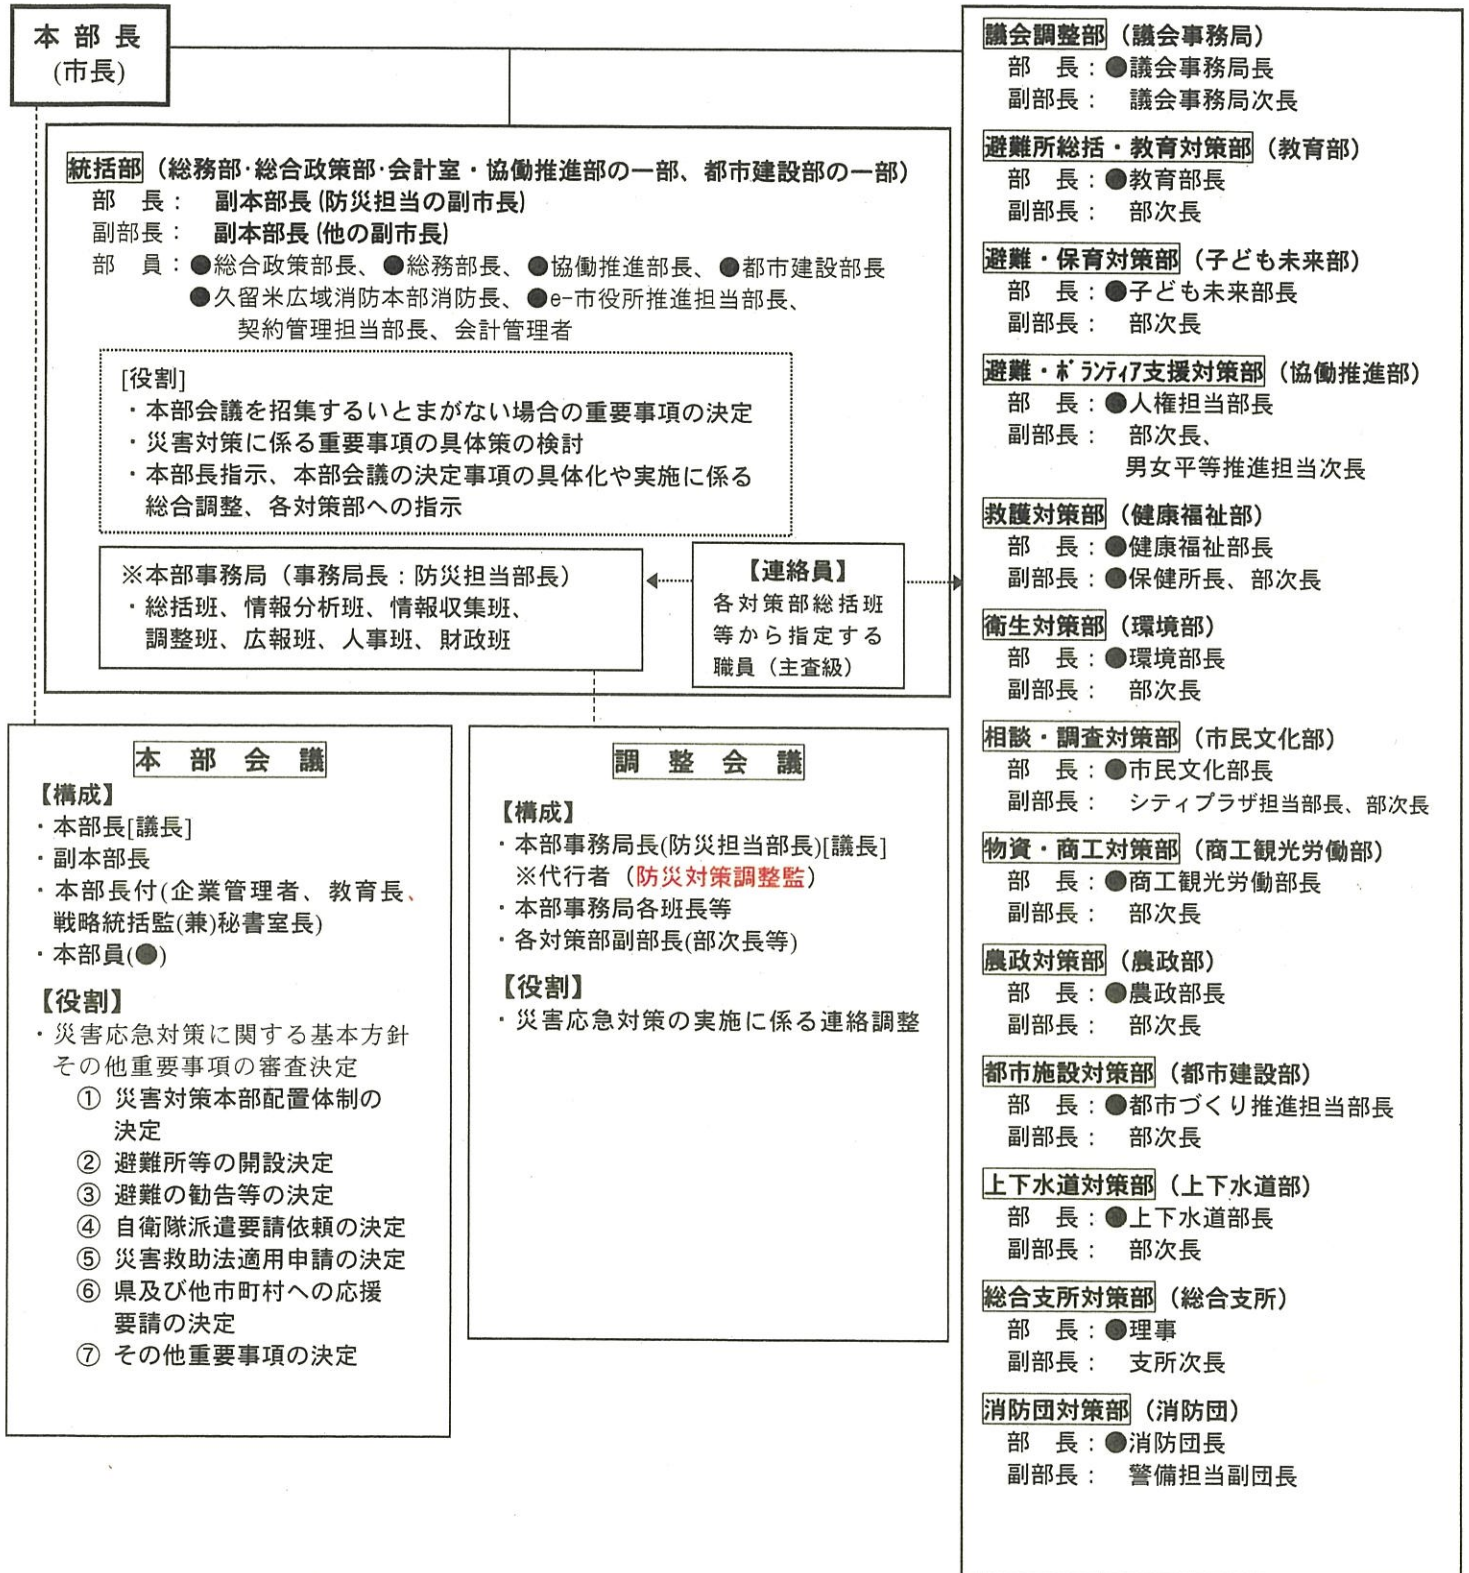 本部長
(市長)
統括部（総務部･総合政策部･会計室・協働推進部の一部、都市建設部の一部）
部　長：　副本部長(防災担当の副市長)
副部長：　副本部長(他の副市長)
部　員：●総合政策部長、●総務部長、●協働推進部長、●都市建設部長
●久留米広域消防本部消防長、●e-市役所推進担当部長、
契約管理担当部長、会計管理者
[役割]
・本部会議を招集するいとまがない場合の重要事項の決定
・災害対策に係る重要事項の具体策の検討
・本部長指示、本部会議の決定事項の具体化や実施に係る
総合調整、各対策部への指示
※本部事務局（事務局長：防災担当部長）
・総括班、情報分析班、情報収集班、
調整班、広報班、人事班、財政班
【連絡員】
各対策部総括班
等から指定する
職員（主査級）
本部会議
【構成】
・本部長[議長]
・副本部長
・本部長付(企業管理者、教育長、
戦略統括監(兼)秘書室長)
・本部員(●)
【役割】
・災害応急対策に関する基本方針
その他重要事項の審査決定
① 災害対策本部配置体制の
決定
② 避難所等の開設決定
③ 避難の勧告等の決定
④ 自衛隊派遣要請依頼の決定
⑤ 災害救助法適用申請の決定
⑥ 県及び他市町村への応援
要請の決定
⑦ その他重要事項の決定
調整会議
【構成】
・本部事務局長(防災担当部長)[議長]
※代行者（防災対策調整監）
・本部事務局各班長等
・各対策部副部長(部次長等)
【役割】
・災害応急対策の実施に係る連絡調整
議会調整部（議会事務局）
部　長：●議会事務局長
副部長：　議会事務局次長
避難所総括・教育対策部（教育部）
部　長：●教育部長
副部長：　部次長
避難・保育対策部（子ども未来部）
部　長：●子ども未来部長
副部長：　部次長
避難・ﾎﾞﾗﾝﾃｨｱ支援対策部（協働推進部）
部　長：●人権担当部長
副部長：　部次長、
男女平等推進担当次長
救護対策部（健康福祉部）
部　長：●健康福祉部長
副部長：●保健所長、部次長
衛生対策部（環境部）
部　長：●環境部長
副部長：　部次長
相談・調査対策部（市民文化部）
部　長：●市民文化部長
副部長：　シティプラザ担当部長、部次長
物資・商工対策部（商工観光労働部）
部　長：●商工観光労働部長
副部長：　部次長
農政対策部（農政部）
部　長：●農政部長
副部長：　部次長
都市施設対策部（都市建設部）
部　長：●都市づくり推進担当部長
副部長：　部次長
上下水道対策部（上下水道部）
部　長：●上下水道部長
副部長：　部次長
総合支所対策部（総合支所）
部　長：●理事
副部長：　支所次長
消防団対策部（消防団）
部　長：●消防団長
副部長：　警備担当副団長